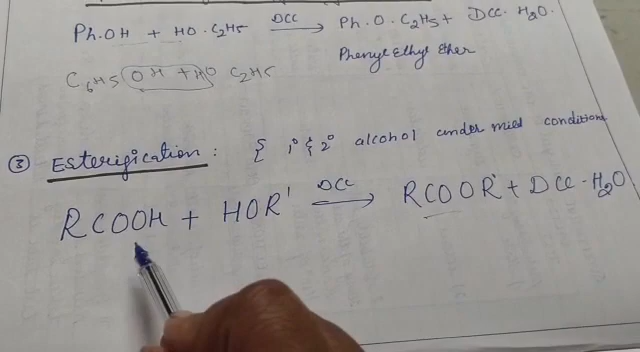 Ph.OH + HO.C2H5 DCC → Ph.O.C2H5 + DCC.H2O.
Phenyl Ethyl Ether
C6H5 OH + HO C2H5
③ Esterification : { 1° & 2° alcohol under mild conditions
RCOOH + HOR' DCC → RCOOR' + DCC·H2O